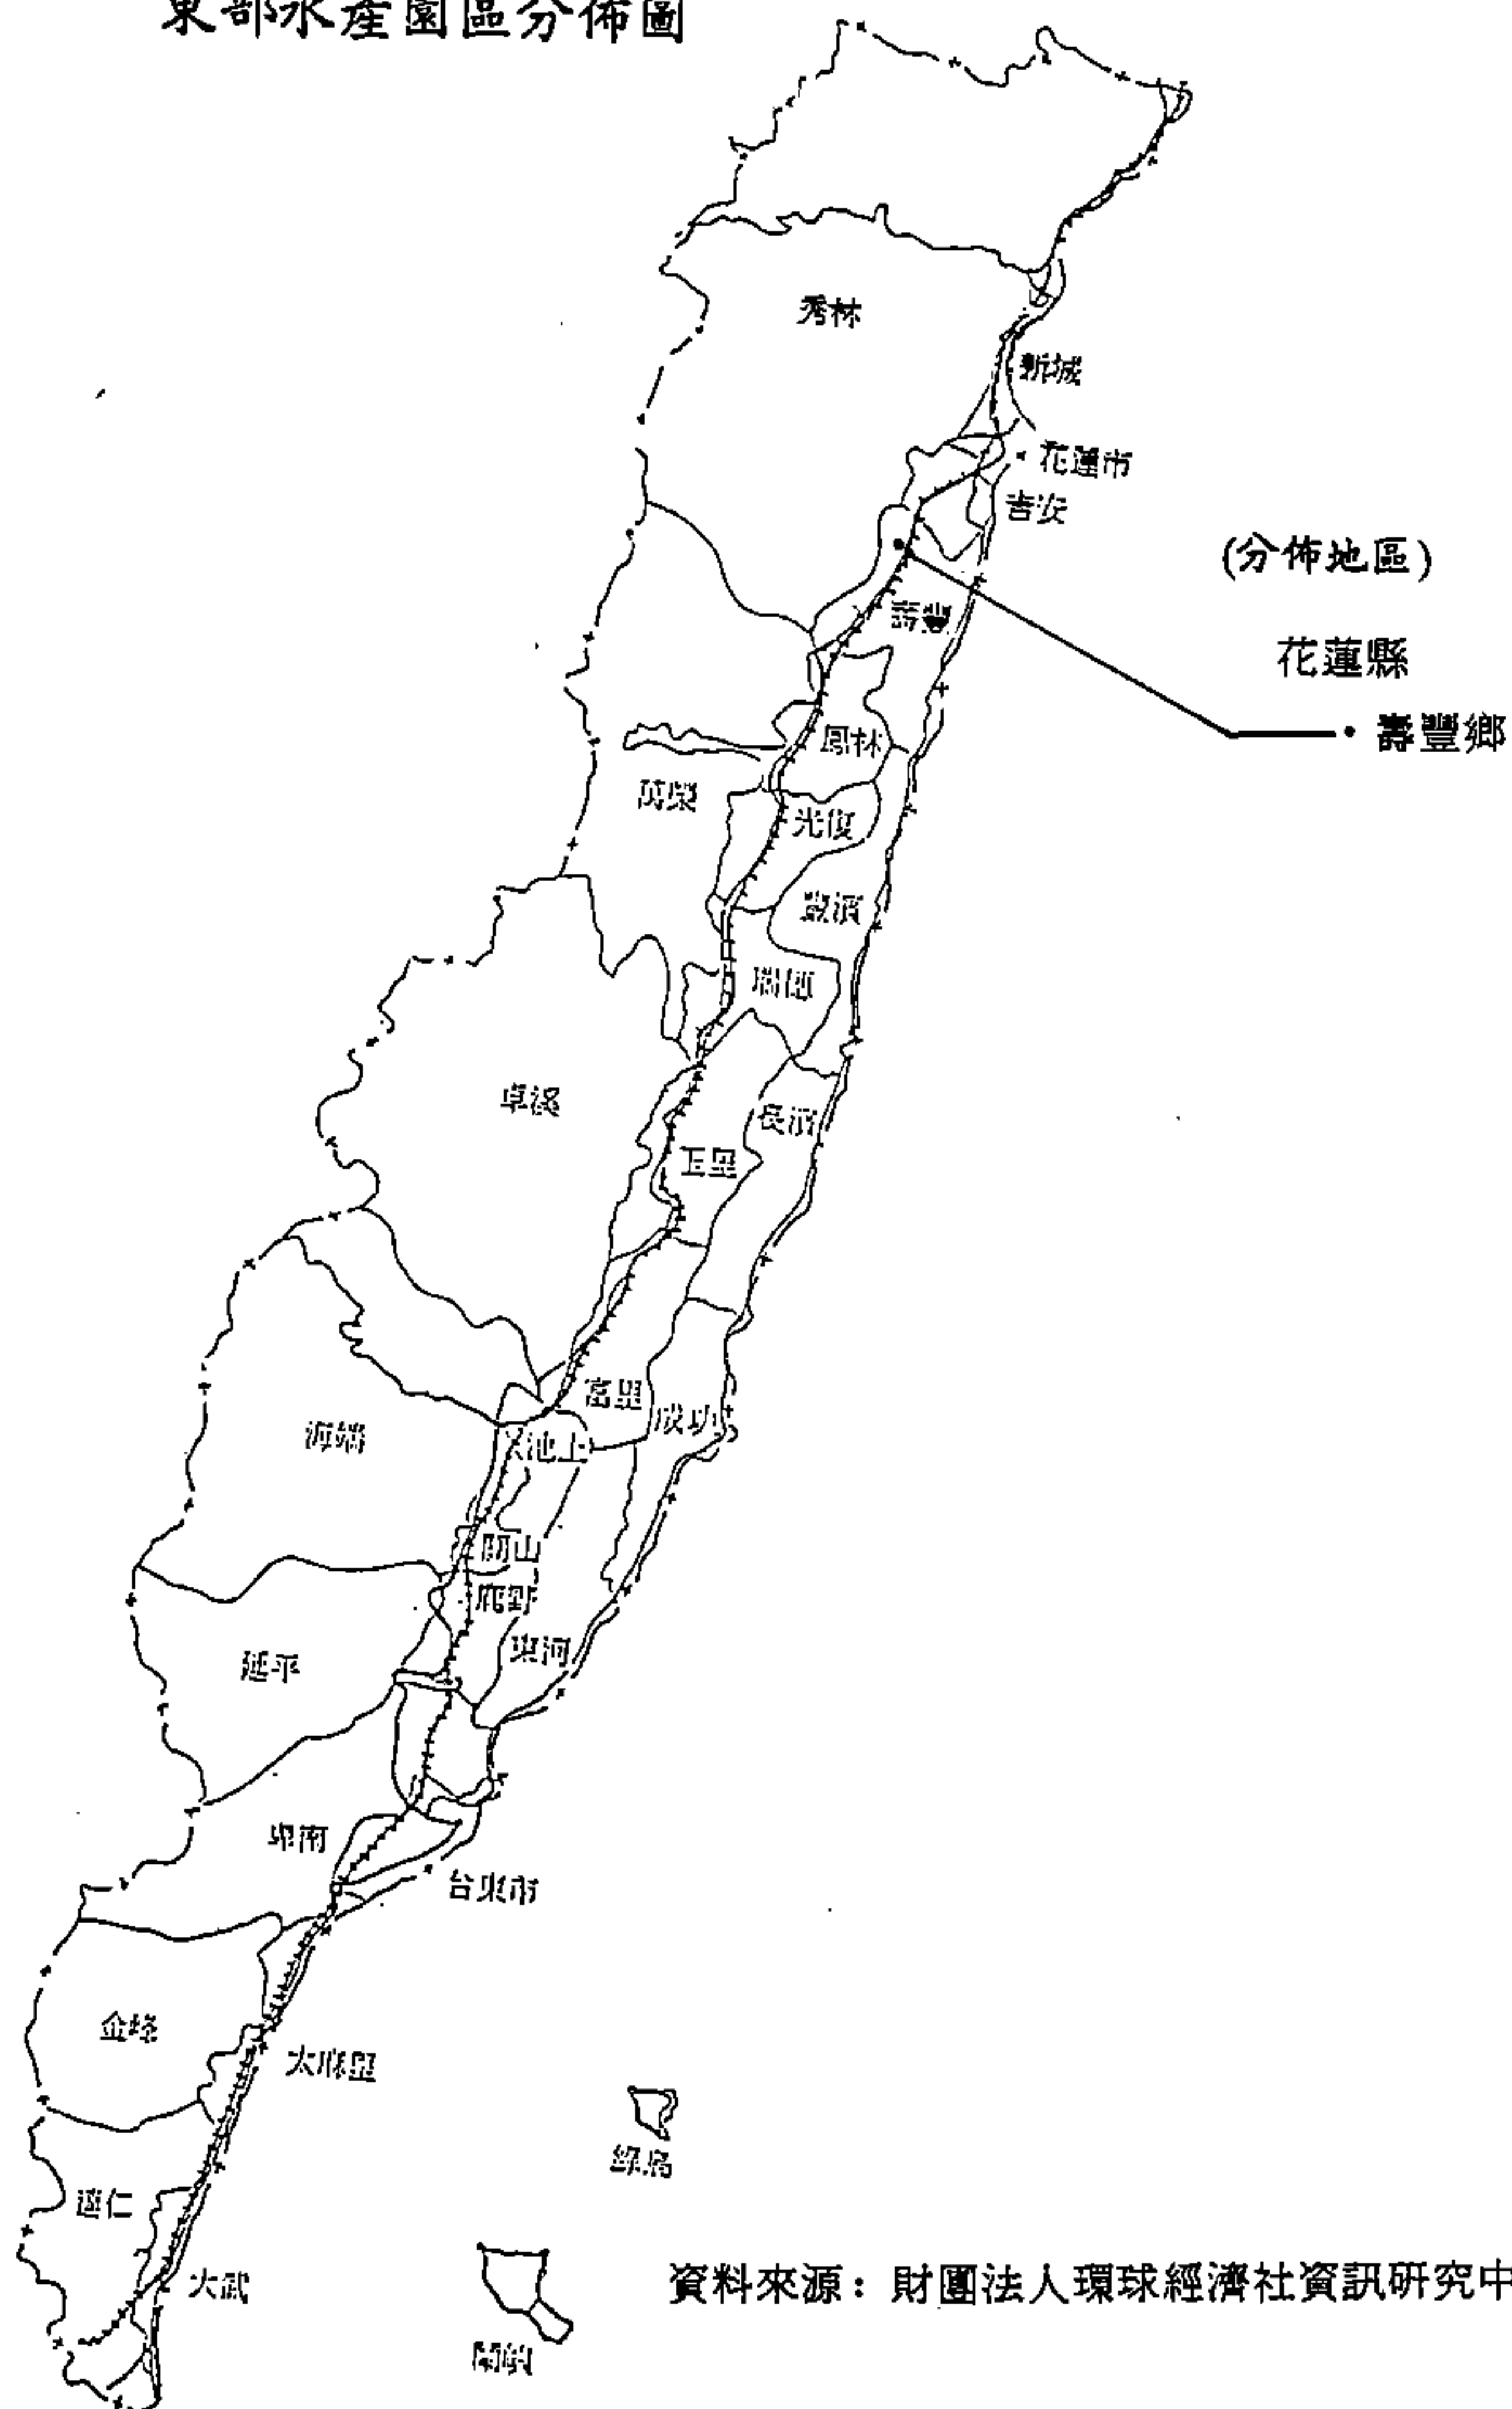 東部水產園區分佈圖
秀林
新城
花蓮市
吉安
(分佈地區)
花蓮縣
壽豐
• 壽豐鄉
鳳林
萬榮
光復
豐濱
瑞穗
卓溪
長濱
玉里
富里
成功
海端
池上
關山
鹿野
東河
延平
卑南
台東市
金峰
太麻里
綠島
達仁
大武
資料來源：財團法人環球經濟社資訊研究中
蘭嶼